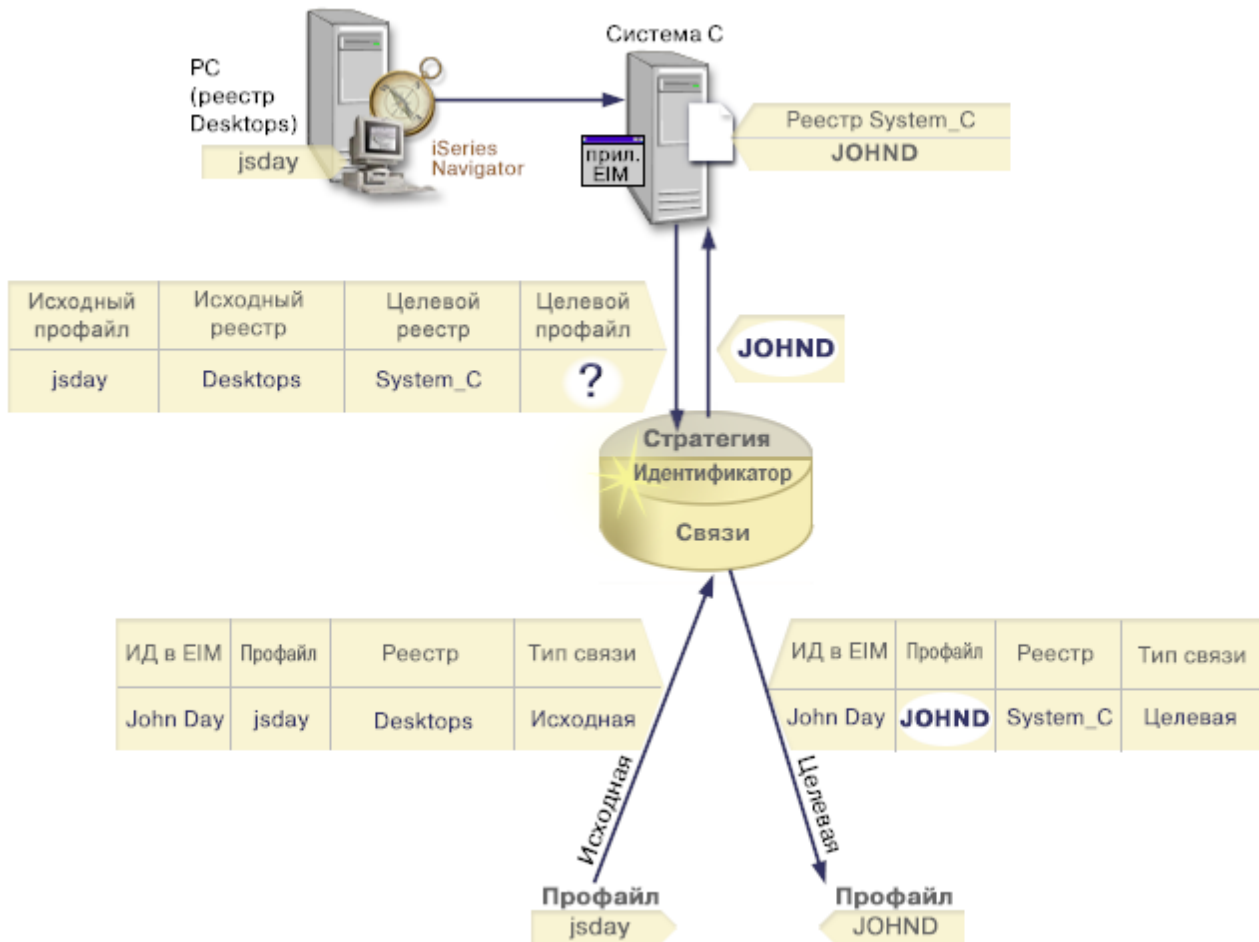 Система C
PC
(реестр
Desktops)
jsday
iSeries
Navigator
прил.
EIM
Реестр System_C
JOHND
Исходный профайл
Исходный реестр
Целевой реестр
Целевой профайл
jsday
Desktops
System_C
?
JOHND
Стратегия
Идентификатор
Связи
ИД в EIM
Профайл
Реестр
Тип связи
John Day
jsday
Desktops
Исходная
ИД в EIM
Профайл
Реестр
Тип связи
John Day
JOHND
System_C
Целевая
Исходная
Целевая
Профайл
jsday
Профайл
JOHND